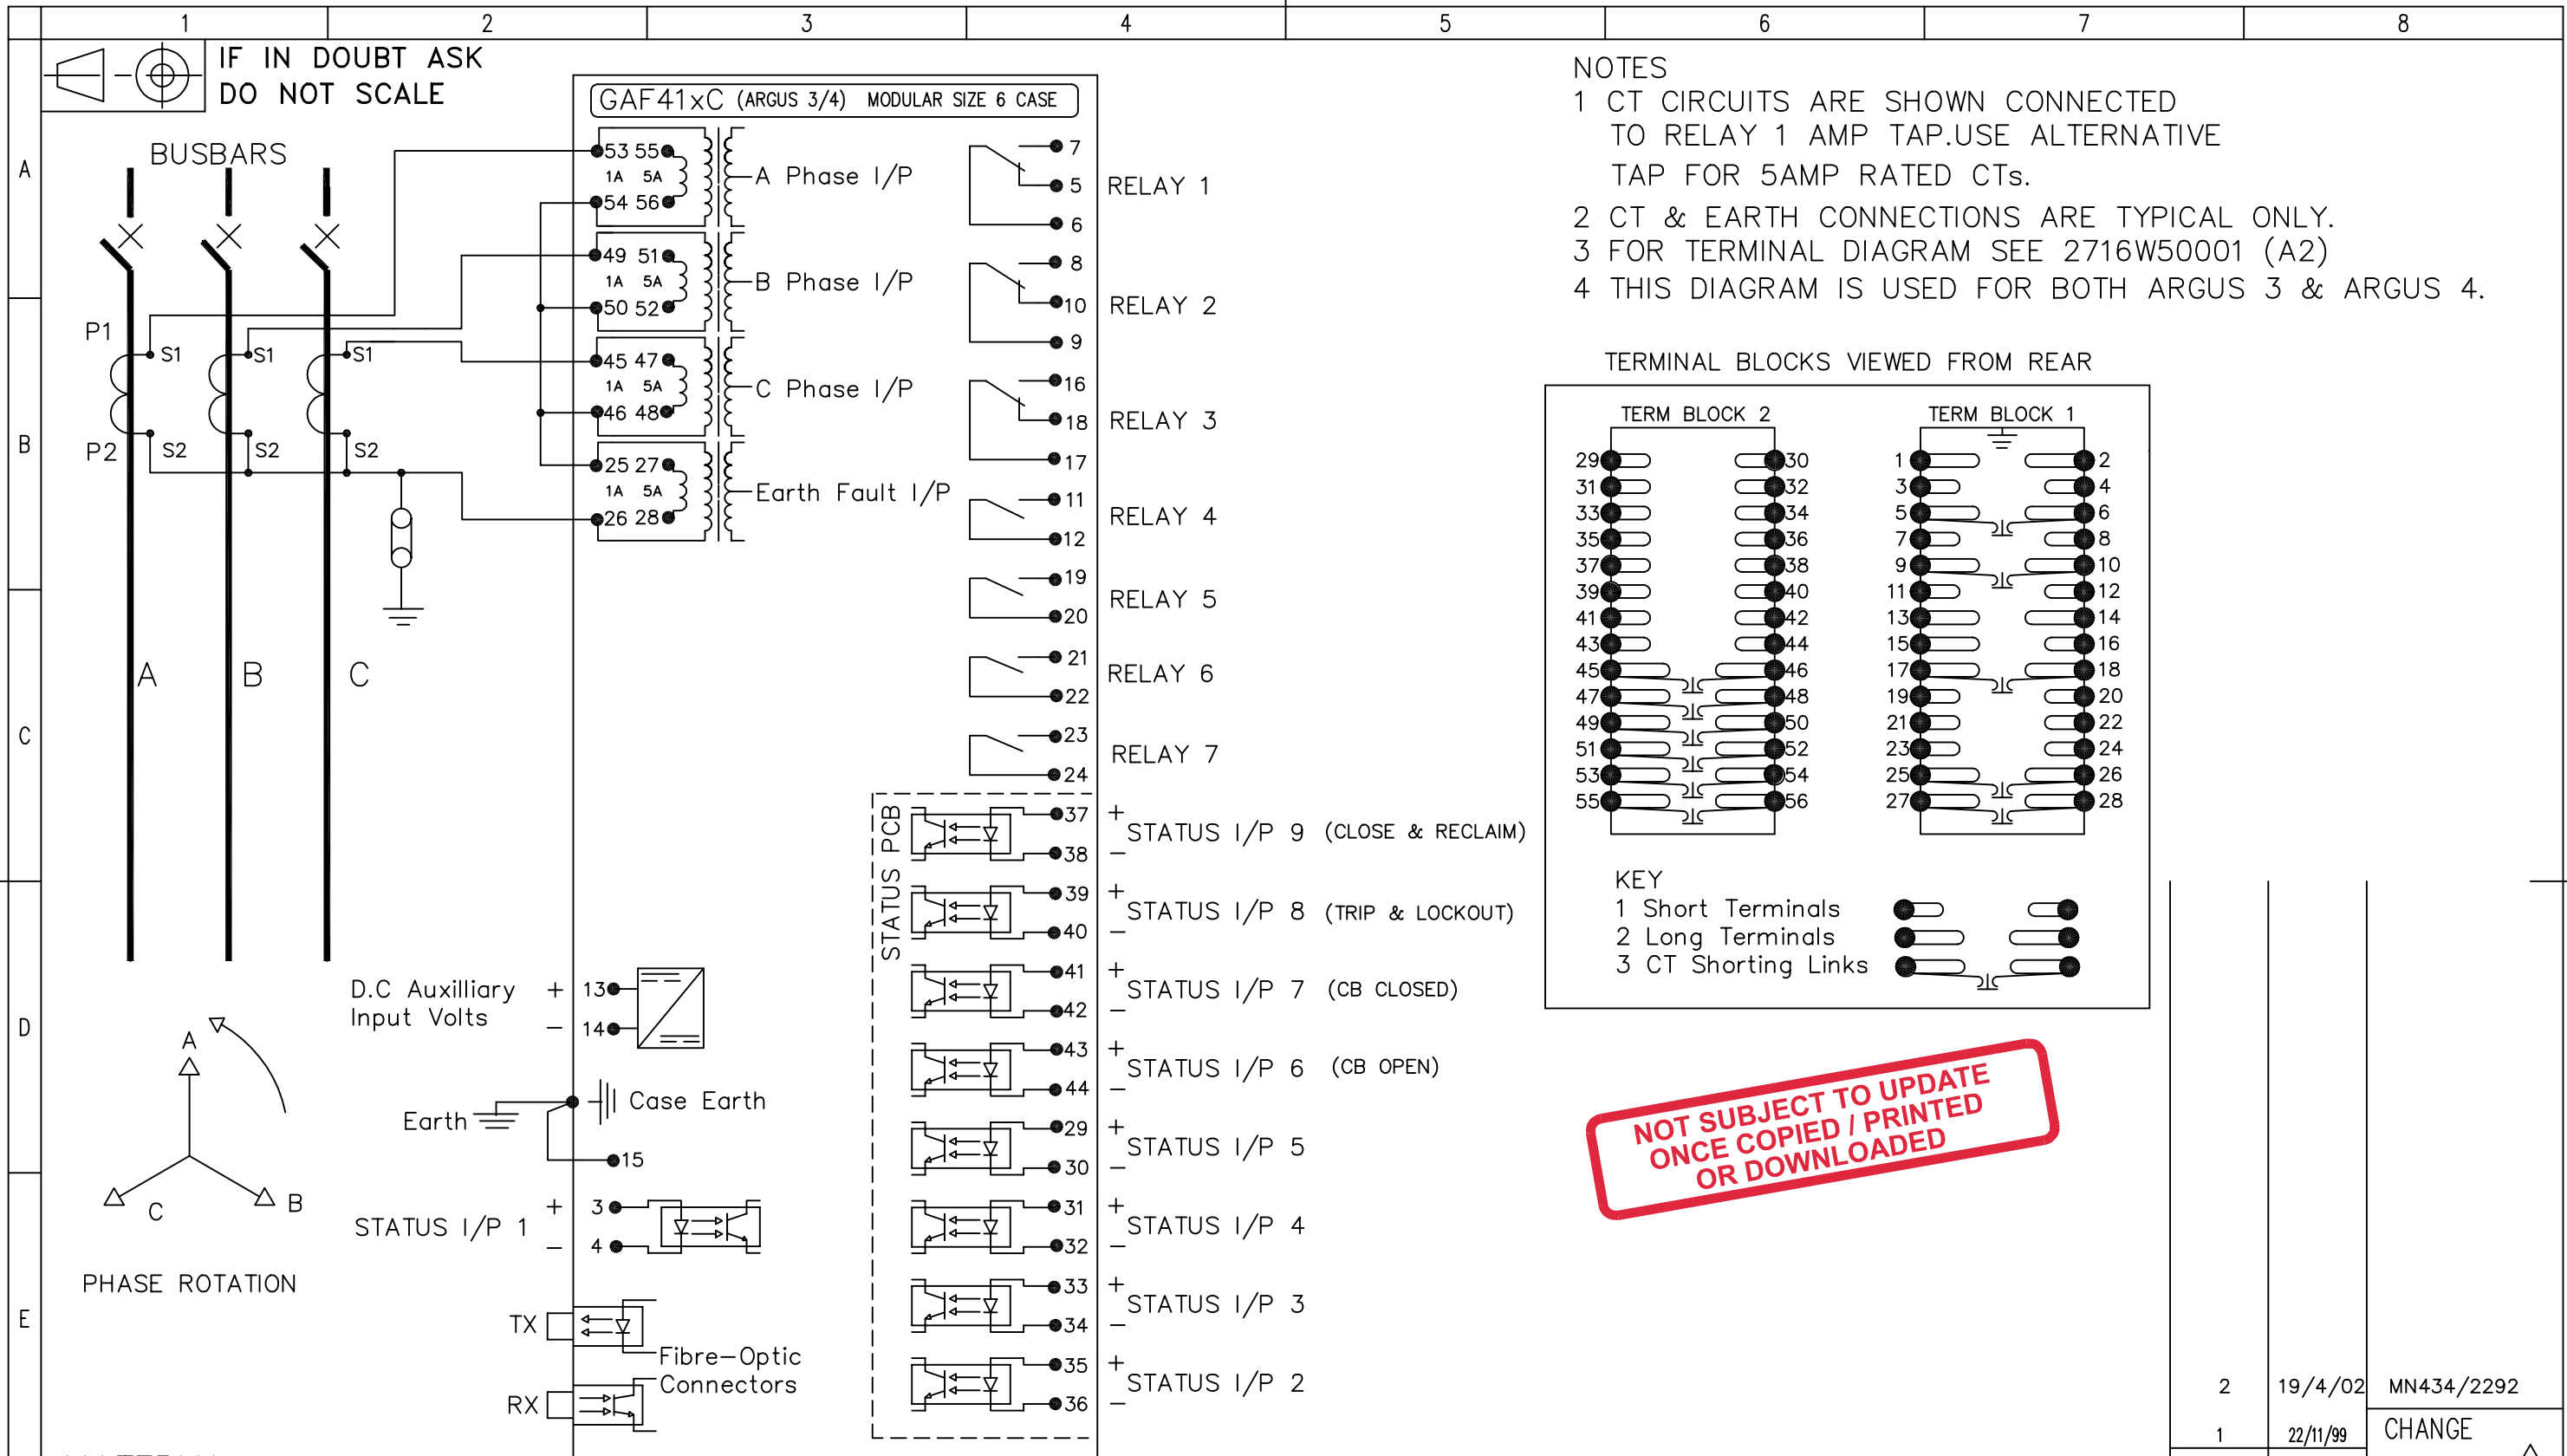 1 2 3 4 5 6 7 8
A
B
C
D
E
IF IN DOUBT ASK
DO NOT SCALE
BUSBARS
P1
P2
S1 S1 S1
S2 S2 S2
A B C
GAF41xC (ARGUS 3/4) MODULAR SIZE 6 CASE
53 55
1A 5A
54 56
A Phase I/P
49 51
1A 5A
50 52
B Phase I/P
45 47
1A 5A
46 48
C Phase I/P
25 27
1A 5A
26 28
Earth Fault I/P
7
5 RELAY 1
6
8
10 RELAY 2
9
16
18 RELAY 3
17
11
RELAY 4
12
19
RELAY 5
20
21
RELAY 6
22
23
RELAY 7
24
STATUS PCB
37 +
STATUS I/P 9 (CLOSE & RECLAIM)
38 −
39 +
STATUS I/P 8 (TRIP & LOCKOUT)
40 −
41 +
STATUS I/P 7 (CB CLOSED)
42 −
43 +
STATUS I/P 6 (CB OPEN)
44 −
29 +
STATUS I/P 5
30 −
31 +
STATUS I/P 4
32 −
33 +
STATUS I/P 3
34 −
35 +
STATUS I/P 2
36 −
D.C Auxilliary + 13
Input Volts − 14
Earth
Case Earth
15
+ 3
STATUS I/P 1
− 4
TX
RX
Fibre-Optic
Connectors
A
C B
PHASE ROTATION
NOTES
1 CT CIRCUITS ARE SHOWN CONNECTED
TO RELAY 1 AMP TAP.USE ALTERNATIVE
TAP FOR 5AMP RATED CTs.
2 CT & EARTH CONNECTIONS ARE TYPICAL ONLY.
3 FOR TERMINAL DIAGRAM SEE 2716W50001 (A2)
4 THIS DIAGRAM IS USED FOR BOTH ARGUS 3 & ARGUS 4.
TERMINAL BLOCKS VIEWED FROM REAR
TERM BLOCK 2 TERM BLOCK 1
29 30 1 2
31 32 3 4
33 34 5 6
35 36 7 8
37 38 9 10
39 40 11 12
41 42 13 14
43 44 15 16
45 46 17 18
47 48 19 20
49 50 21 22
51 52 23 24
53 54 25 26
55 56 27 28
KEY
1 Short Terminals
2 Long Terminals
3 CT Shorting Links
NOT SUBJECT TO UPDATE
ONCE COPIED / PRINTED
OR DOWNLOADED
2 19/4/02 MN434/2292
1 22/11/99 CHANGE